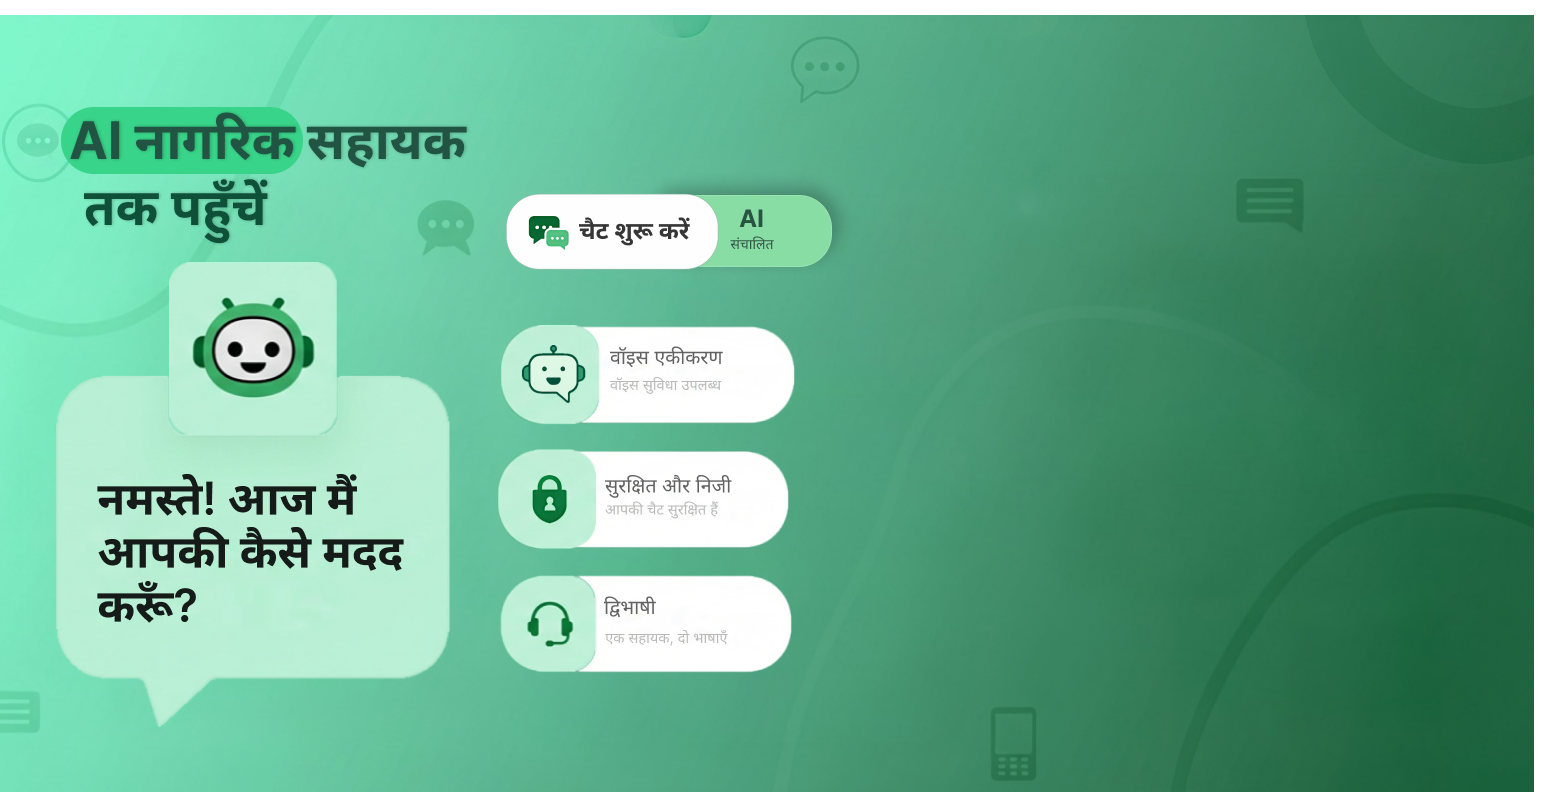 AI नागरिक सहायक
तक पहुँचें
चैट शुरू करें
AI
संचालित
नमस्ते! आज मैं
आपकी कैसे मदद
करूँ?
वॉइस एकीकरण
वॉइस सुविधा उपलब्ध
सुरक्षित और निजी
आपकी चैट सुरक्षित हैं
द्विभाषी
एक सहायक, दो भाषाएँ